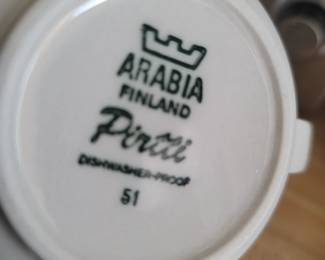 ARABIA
FINLAND
Pirtti
DISHWASHER-PROOF
51